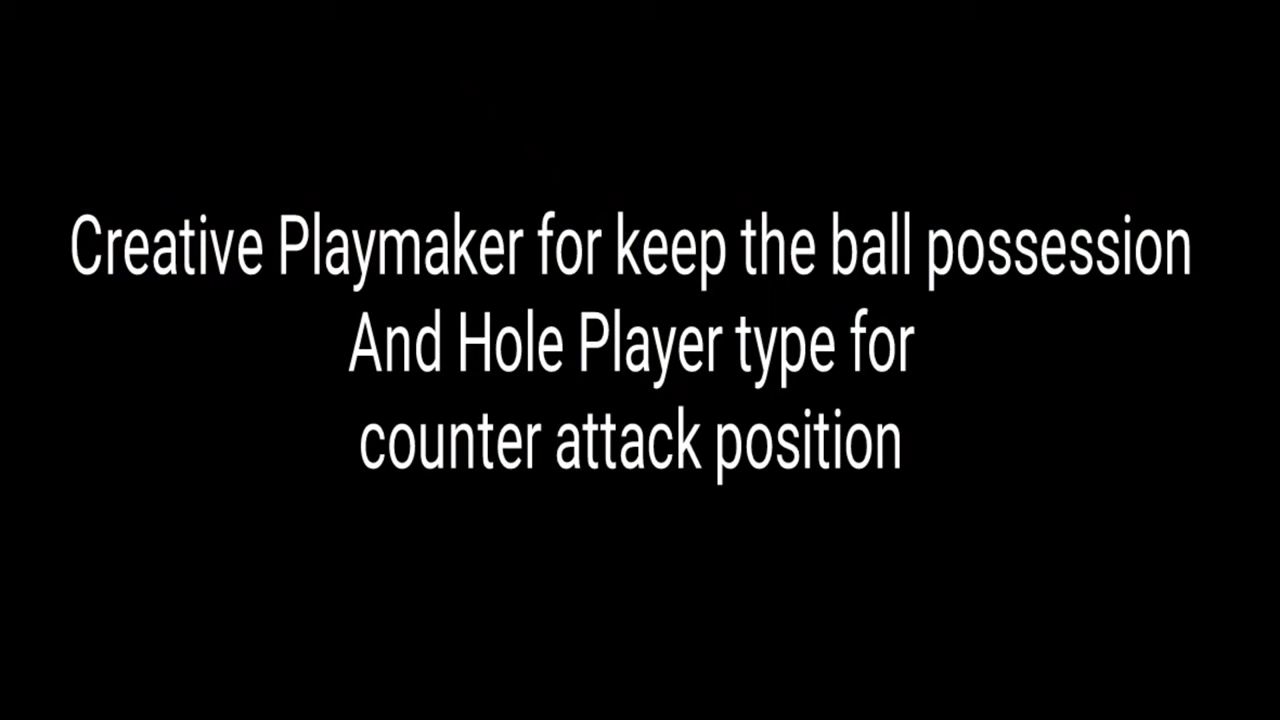 Creative Playmaker for keep the ball possession
And Hole Player type for
counter attack position